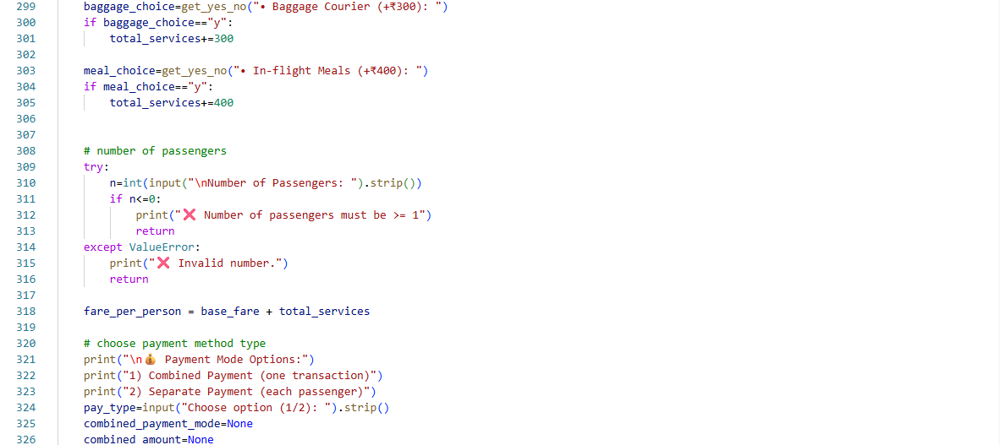 299 baggage_choice=get_yes_no("• Baggage Courier (+₹300): ")
300 if baggage_choice=="y":
301 total_services+=300
302
303 meal_choice=get_yes_no("• In-flight Meals (+₹400): ")
304 if meal_choice=="y":
305 total_services+=400
306
307
308 # number of passengers
309 try:
310 n=int(input("\nNumber of Passengers: ").strip())
311 if n<=0:
312 print("❌ Number of passengers must be >= 1")
313 return
314 except ValueError:
315 print("❌ Invalid number.")
316 return
317
318 fare_per_person = base_fare + total_services
319
320 # choose payment method type
321 print("\n💰 Payment Mode Options:")
322 print("1) Combined Payment (one transaction)")
323 print("2) Separate Payment (each passenger)")
324 pay_type=input("Choose option (1/2): ").strip()
325 combined_payment_mode=None
326 combined_amount=None